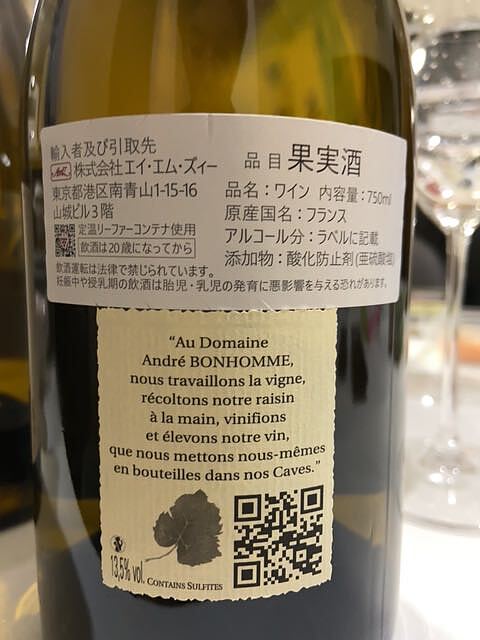 輸入者及び引取先
株式会社エイ・エム・ズィー
東京都港区南青山1-15-16
山城ビル3階
定温リーファーコンテナ使用
飲酒は20歳になってから
品目 果実酒
品名：ワイン 内容量：750ml
原産国名：フランス
アルコール分：ラベルに記載
添加物：酸化防止剤(亜硫酸塩)
飲酒運転は法律で禁じられています。
妊娠中や授乳期の飲酒は胎児・乳児の発育に悪影響を与える恐れがあります。
“Au Domaine
André BONHOMME,
nous travaillons la vigne,
récoltons notre raisin
à la main, vinifions
et élevons notre vin,
que nous mettons nous-mêmes
en bouteilles dans nos Caves.”
13,5% vol.
CONTAINS SULFITES